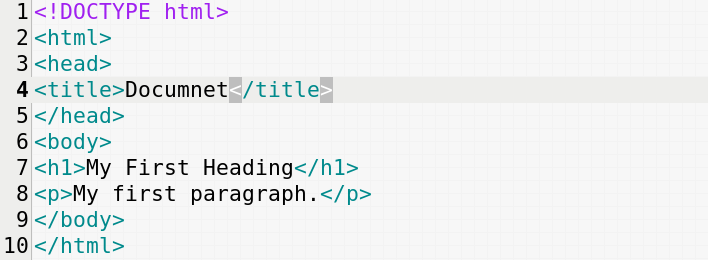 1 <!DOCTYPE html>
2 <html>
3 <head>
4 <title>Documnet</title>
5 </head>
6 <body>
7 <h1>My First Heading</h1>
8 <p>My first paragraph.</p>
9 </body>
10 </html>